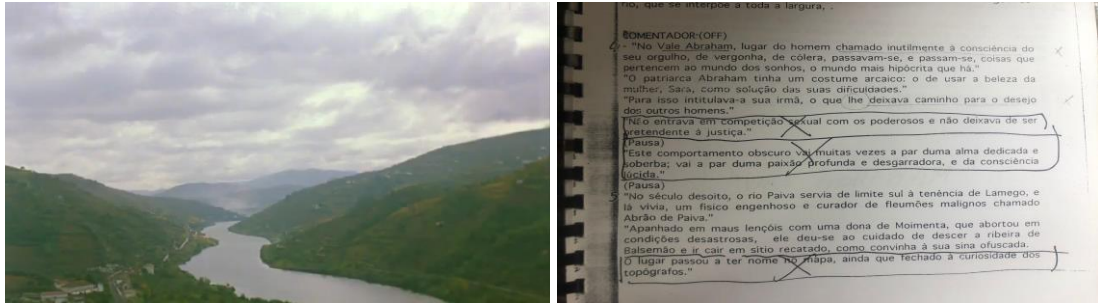 no, que se interpõe a toda a largura, .
COMENTADOR (OFF)
- "No Vale Abraham, lugar do homem chamado inutilmente à consciência do
seu orgulho, de vergonha, de cólera, passavam-se, e passam-se, coisas que
pertencem ao mundo dos sonhos, o mundo mais hipócrita que há."
"O patriarca Abraham tinha um costume arcaico: o de usar a beleza da
mulher, Sara, como solução das suas dificuldades."
"Para isso intitulava-a sua irmã, o que lhe deixava caminho para o desejo
dos outros homens."
"Não entrava em competição sexual com os poderosos e não deixava de ser
pretendente à justiça."
(Pausa)
"Este comportamento obscuro vai muitas vezes a par duma alma dedicada e
soberba; vai a par duma paixão profunda e desgarradora, e da consciência
lúcida."
(Pausa)
"No século desoito, o rio Paiva servia de limite sul à tenência de Lamego, e
la vivia, um fisico engenhoso e curador de fleumões malignos chamado
Abrão de Paiva."
"Apanhado em maus lençóis com uma dona de Moimenta, que abortou em
condições desastrosas, ele deu-se ao cuidado de descer a ribeira de
Balsemão e ir cair em sítio recatado, como convinha à sua sina ofuscada.
O lugar passou a ter nome no mapa, ainda que fechado à curiosidade dos
topógrafos."